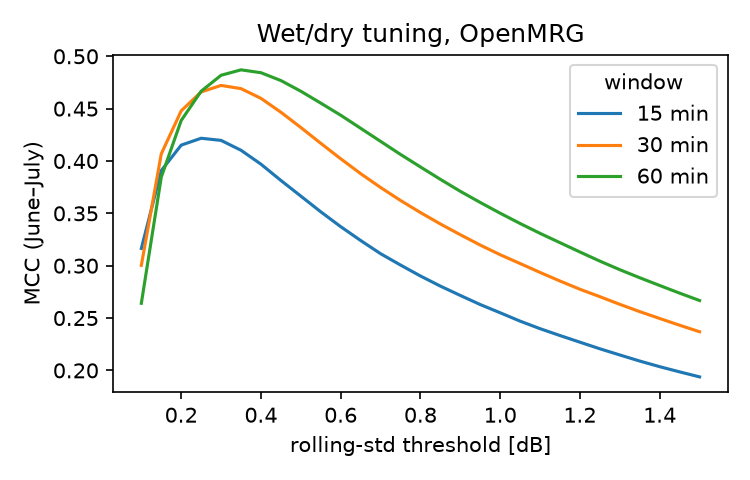 Wet/dry tuning, OpenMRG
MCC (June–July)
0.50
0.45
0.40
0.35
0.30
0.25
0.20
window
15 min
30 min
60 min
0.2 0.4 0.6 0.8 1.0 1.2 1.4
rolling-std threshold [dB]